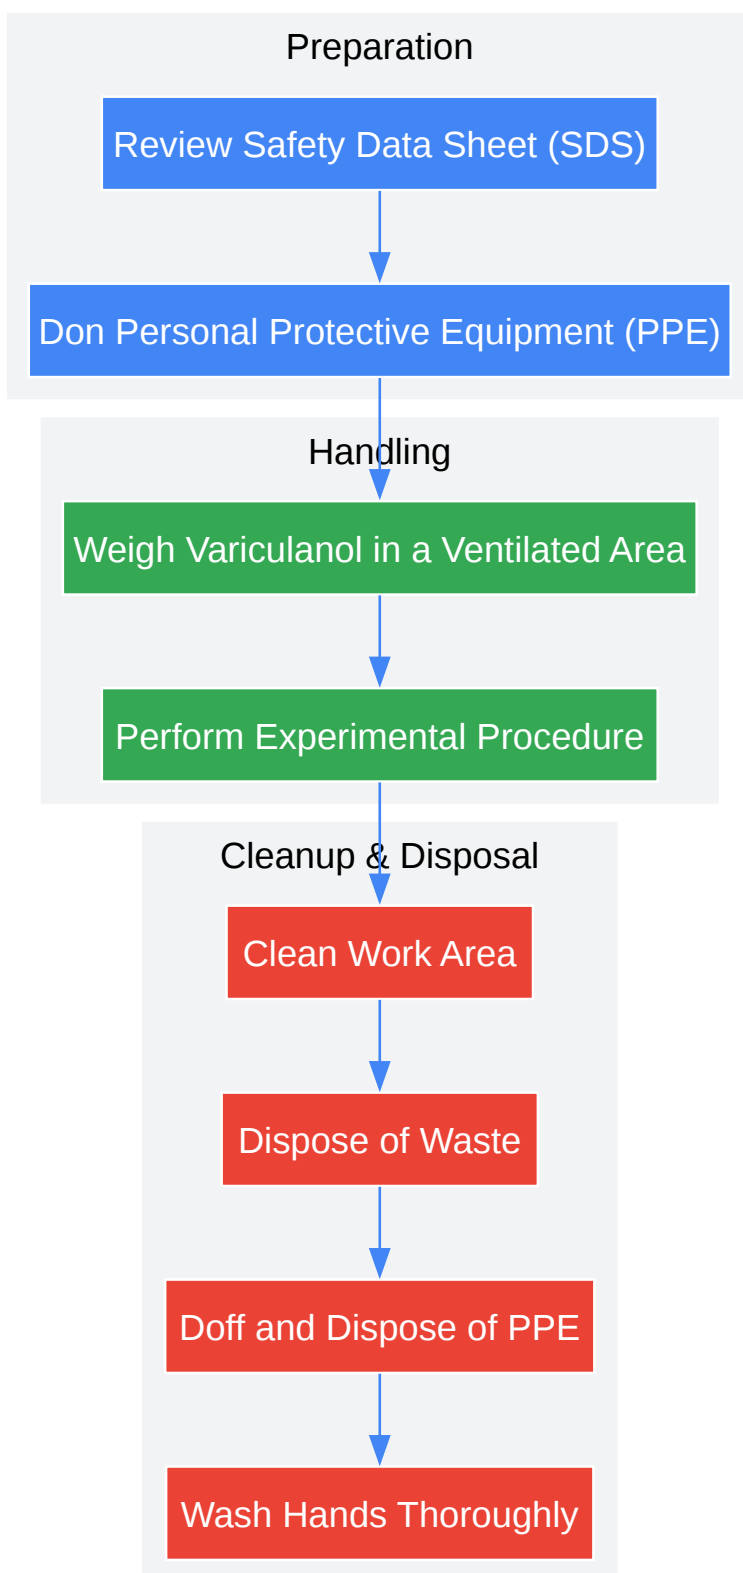 Preparation
Review Safety Data Sheet (SDS)
Don Personal Protective Equipment (PPE)
Handling
Weigh Variculanol in a Ventilated Area
Perform Experimental Procedure
Cleanup & Disposal
Clean Work Area
Dispose of Waste
Doff and Dispose of PPE
Wash Hands Thoroughly